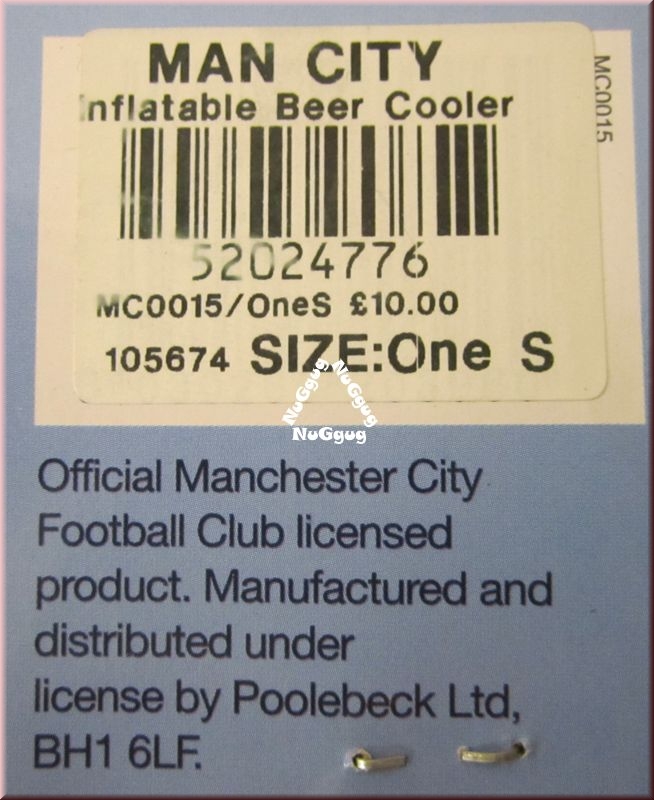 MAN CITY
Inflatable Beer Cooler
MC0015
52024776
MC0015/OneS £10.00
105674 SIZE:One S
NuGgug NuGgug
NuGgug
Official Manchester City
Football Club licensed
product. Manufactured and
distributed under
license by Poolebeck Ltd,
BH1 6LF.